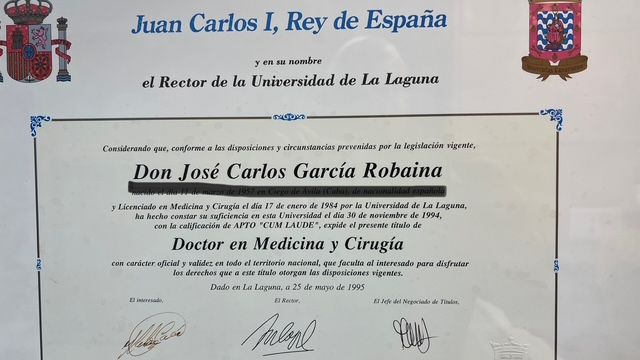 Juan Carlos I, Rey de España
y en su nombre
el Rector de la Universidad de La Laguna
Considerando que, conforme a las disposiciones y circunstancias prevenidas por la legislación vigente,
Don José Carlos García Robaina
nacido el día 11 de marzo de 1957 en Ciego de Avila (Cuba), de nacionalidad española
y Licenciado en Medicina y Cirugía el día 17 de enero de 1984 por la Universidad de La Laguna,
ha hecho constar su suficiencia en esta Universidad el día 30 de noviembre de 1994,
con la calificación de APTO "CUM LAUDE", expide el presente título de
Doctor en Medicina y Cirugía
con carácter oficial y validez en todo el territorio nacional, que faculta al interesado para disfrutar
los derechos que a este título otorgan las disposiciones vigentes.
Dado en La Laguna, a 25 de mayo de 1995
El interesado, El Rector, El Jefe del Negociado de Títulos,